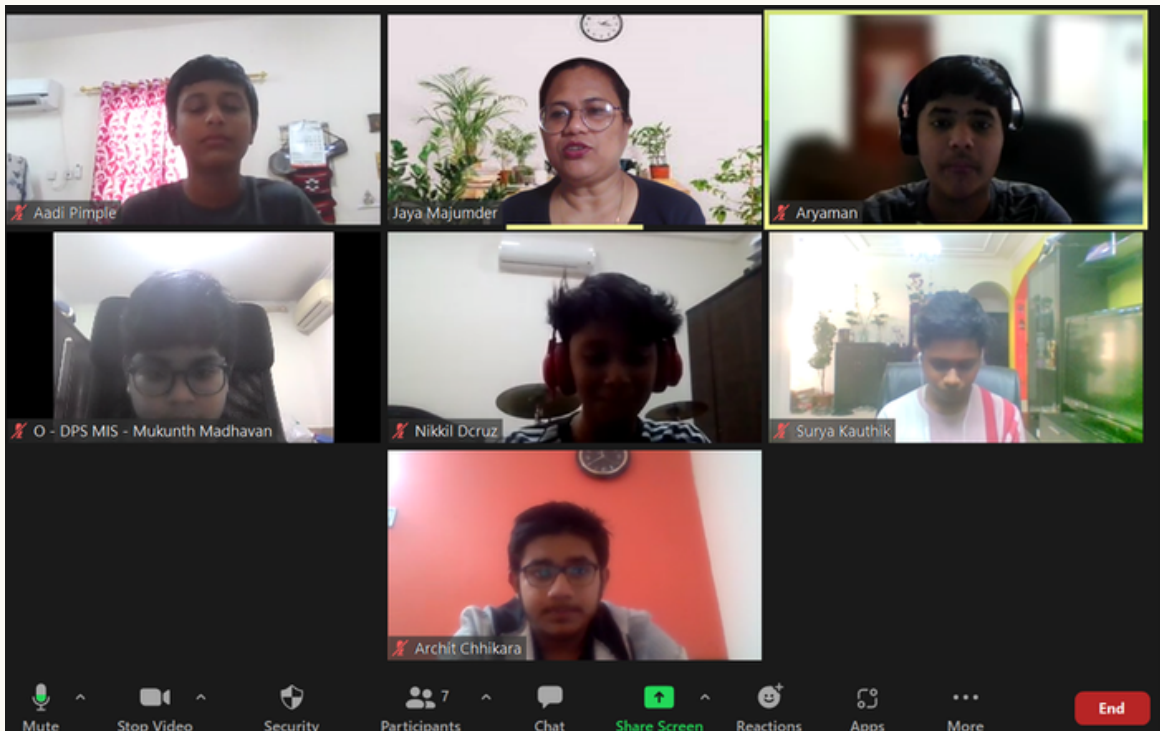 Aadi Pimple
Jaya Majumder
Aryaman
O - DPS MIS - Mukunth Madhavan
Nikkil Dcruz
Surya Kauthik
Archit Chhikara
7
Mute
Stop Video
Security
Participants
Chat
Share Screen
Reactions
Apps
More
End